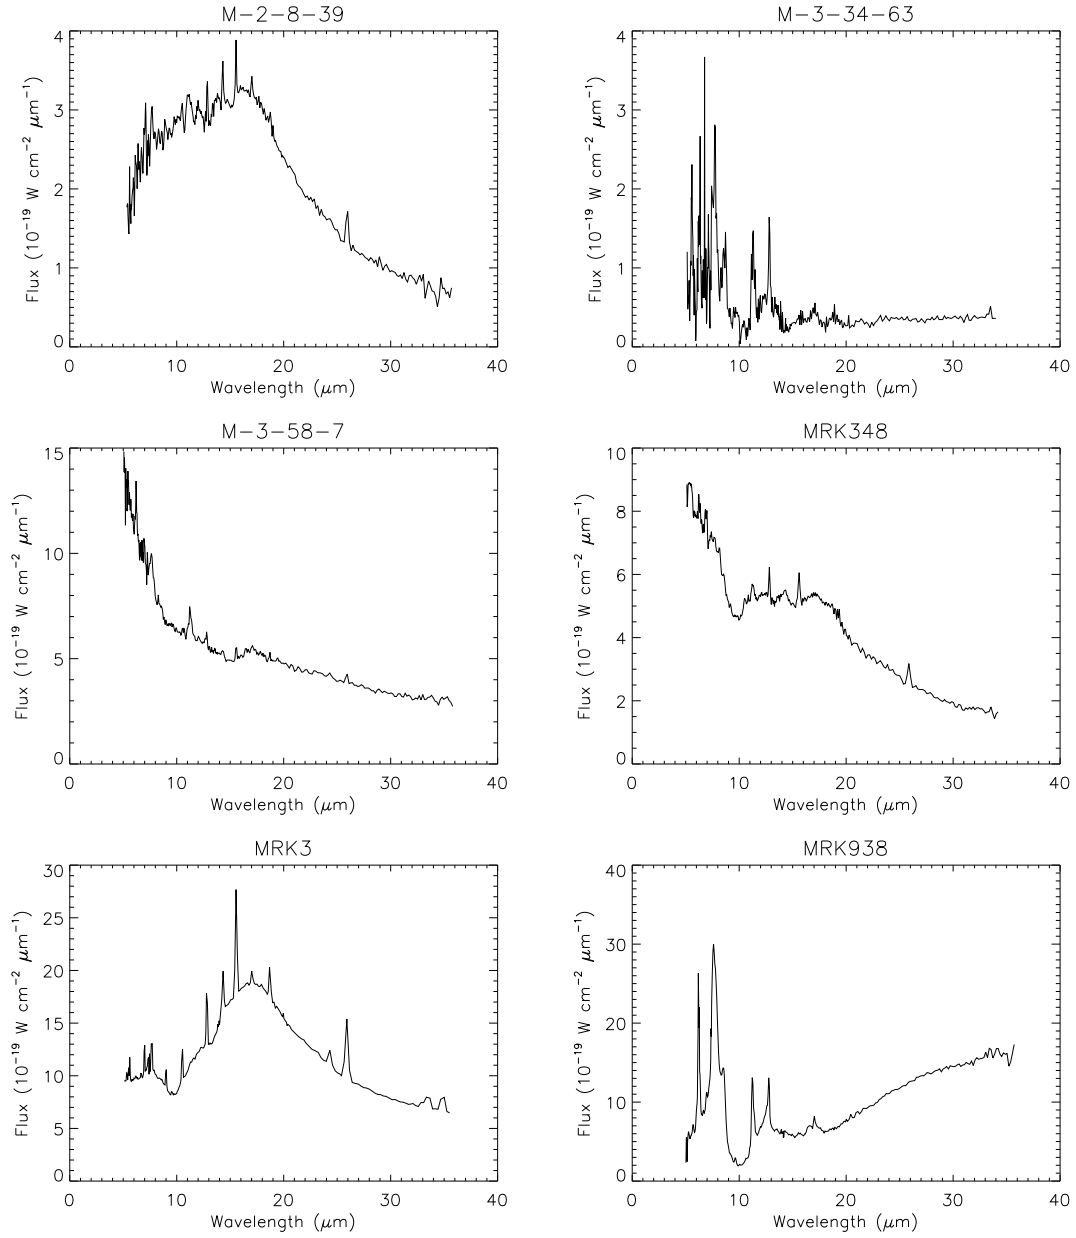 M-2-8-39
Flux (10⁻¹⁹ W cm⁻² μm⁻¹)
4
3
2
1
0
0 10 20 30 40
Wavelength (μm)
M-3-34-63
Flux (10⁻¹⁹ W cm⁻² μm⁻¹)
4
3
2
1
0
0 10 20 30 40
Wavelength (μm)
M-3-58-7
Flux (10⁻¹⁹ W cm⁻² μm⁻¹)
15
10
5
0
0 10 20 30 40
Wavelength (μm)
MRK348
Flux (10⁻¹⁹ W cm⁻² μm⁻¹)
10
8
6
4
2
0
0 10 20 30 40
Wavelength (μm)
MRK3
Flux (10⁻¹⁹ W cm⁻² μm⁻¹)
30
25
20
15
10
5
0
0 10 20 30 40
Wavelength (μm)
MRK938
Flux (10⁻¹⁹ W cm⁻² μm⁻¹)
40
30
20
10
0
0 10 20 30 40
Wavelength (μm)